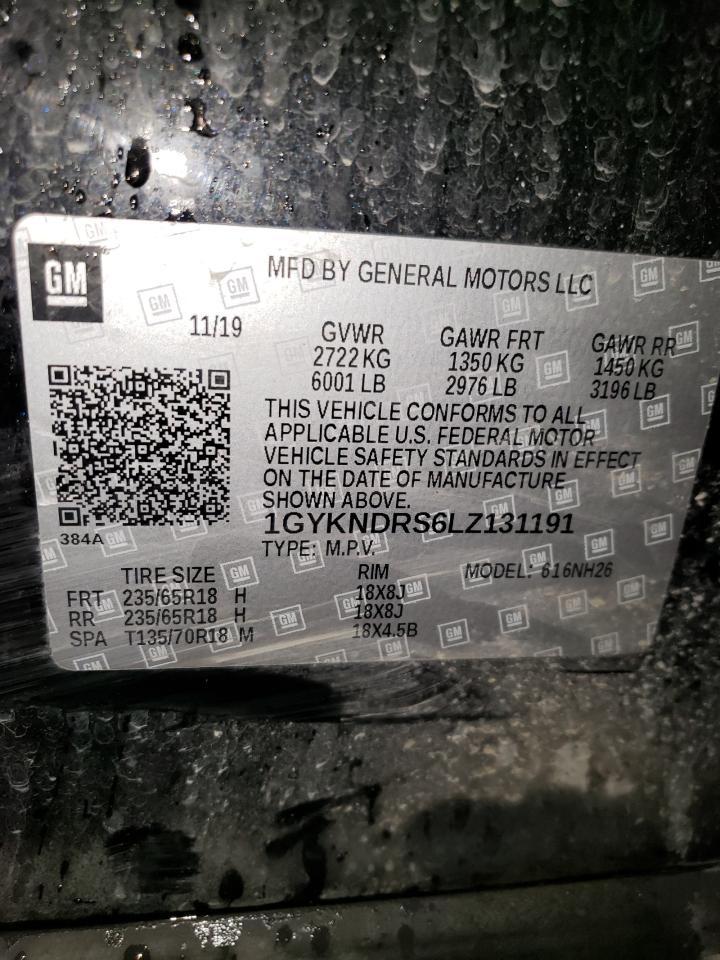 GM
MFD BY GENERAL MOTORS LLC
11/19
GVWR GAWR FRT GAWR RR
2722 KG 1350 KG 1450 KG
6001 LB 2976 LB 3196 LB
THIS VEHICLE CONFORMS TO ALL
APPLICABLE U.S. FEDERAL MOTOR
VEHICLE SAFETY STANDARDS IN EFFECT
ON THE DATE OF MANUFACTURE
SHOWN ABOVE.
384A
1GYKNDRS6LZ131191
TYPE: M.P.V.
TIRE SIZE RIM MODEL: 616NH26
FRT 235/65R18 H 18X8J
RR 235/65R18 H 18X8J
SPA T135/70R18 M 18X4.5B